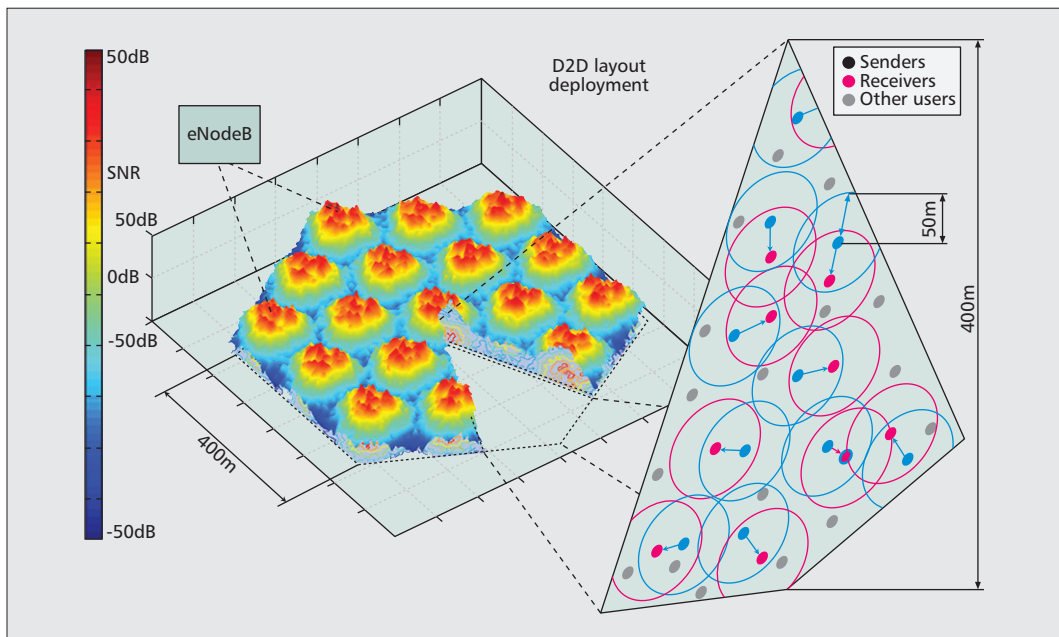 50dB
SNR
50dB
0dB
-50dB
-50dB
eNodeB
400m
D2D layout
deployment
Senders
Receivers
Other users
50m
400m